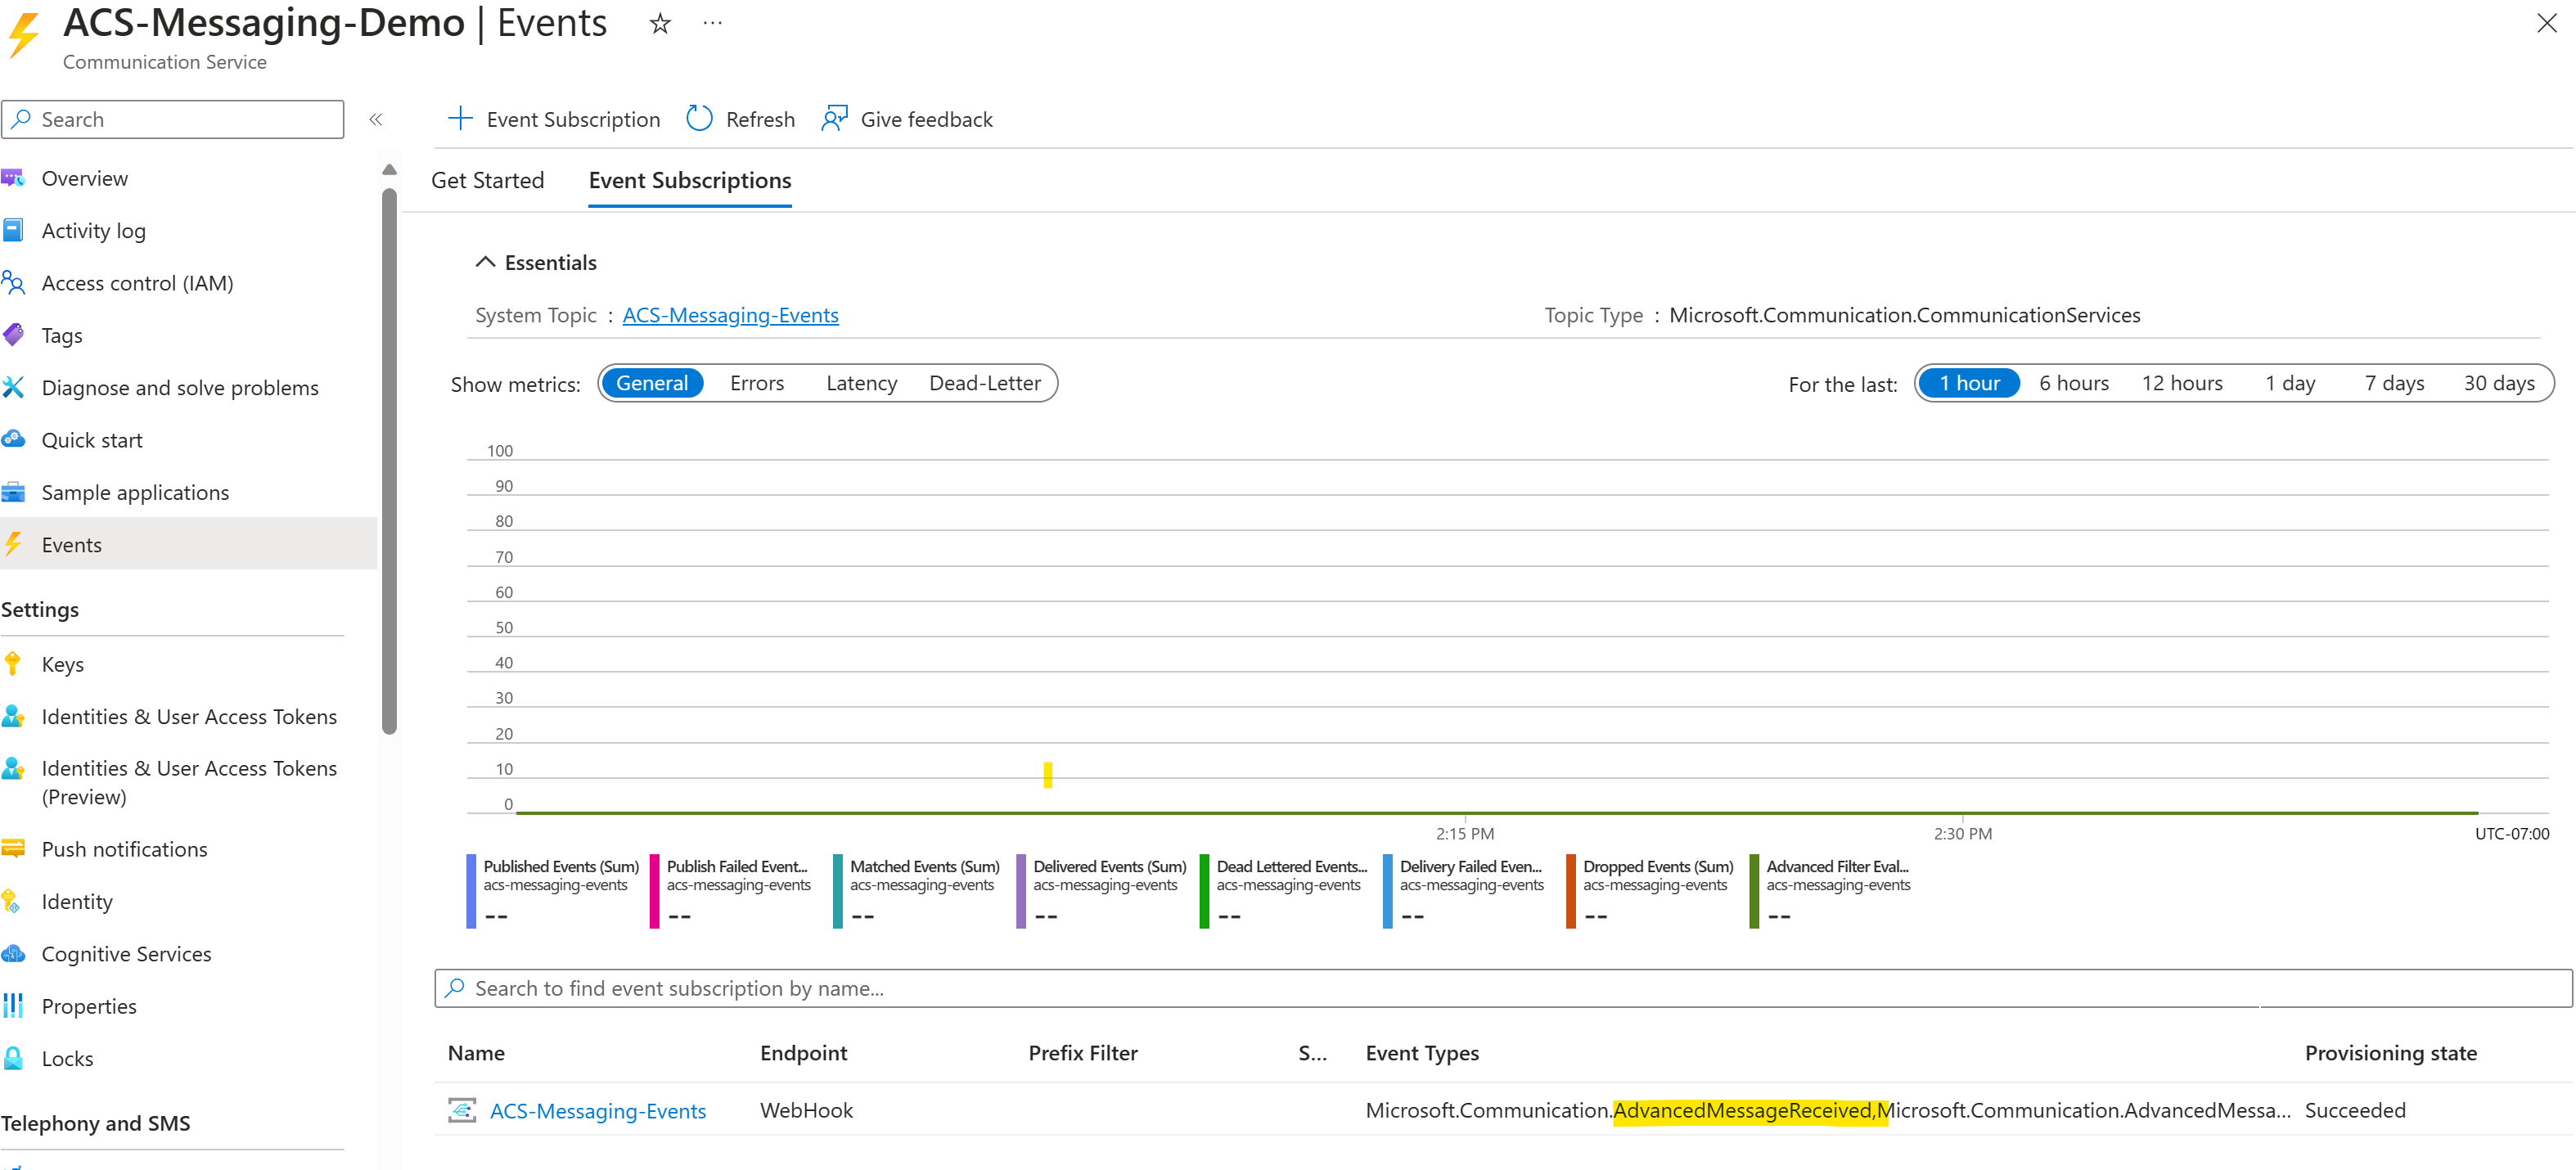 ACS-Messaging-Demo | Events
Communication Service
Search
Overview
Activity log
Access control (IAM)
Tags
Diagnose and solve problems
Quick start
Sample applications
Events
Settings
Keys
Identities & User Access Tokens
Identities & User Access Tokens
(Preview)
Push notifications
Identity
Cognitive Services
Properties
Locks
Telephony and SMS
Event Subscription Refresh Give feedback
Get Started Event Subscriptions
Essentials
System Topic : ACS-Messaging-Events Topic Type : Microsoft.Communication.CommunicationServices
Show metrics: General Errors Latency Dead-Letter For the last: 1 hour 6 hours 12 hours 1 day 7 days 30 days
100
90
80
70
60
50
40
30
20
10
0
2:15 PM 2:30 PM UTC-07:00
Published Events (Sum) Publish Failed Event... Matched Events (Sum) Delivered Events (Sum) Dead Lettered Events... Delivery Failed Even... Dropped Events (Sum) Advanced Filter Eval...
acs-messaging-events acs-messaging-events acs-messaging-events acs-messaging-events acs-messaging-events acs-messaging-events acs-messaging-events acs-messaging-events
-- -- -- -- -- -- -- --
Search to find event subscription by name...
Name Endpoint Prefix Filter S... Event Types Provisioning state
ACS-Messaging-Events WebHook Microsoft.Communication.AdvancedMessageReceived,Microsoft.Communication.AdvancedMessa... Succeeded